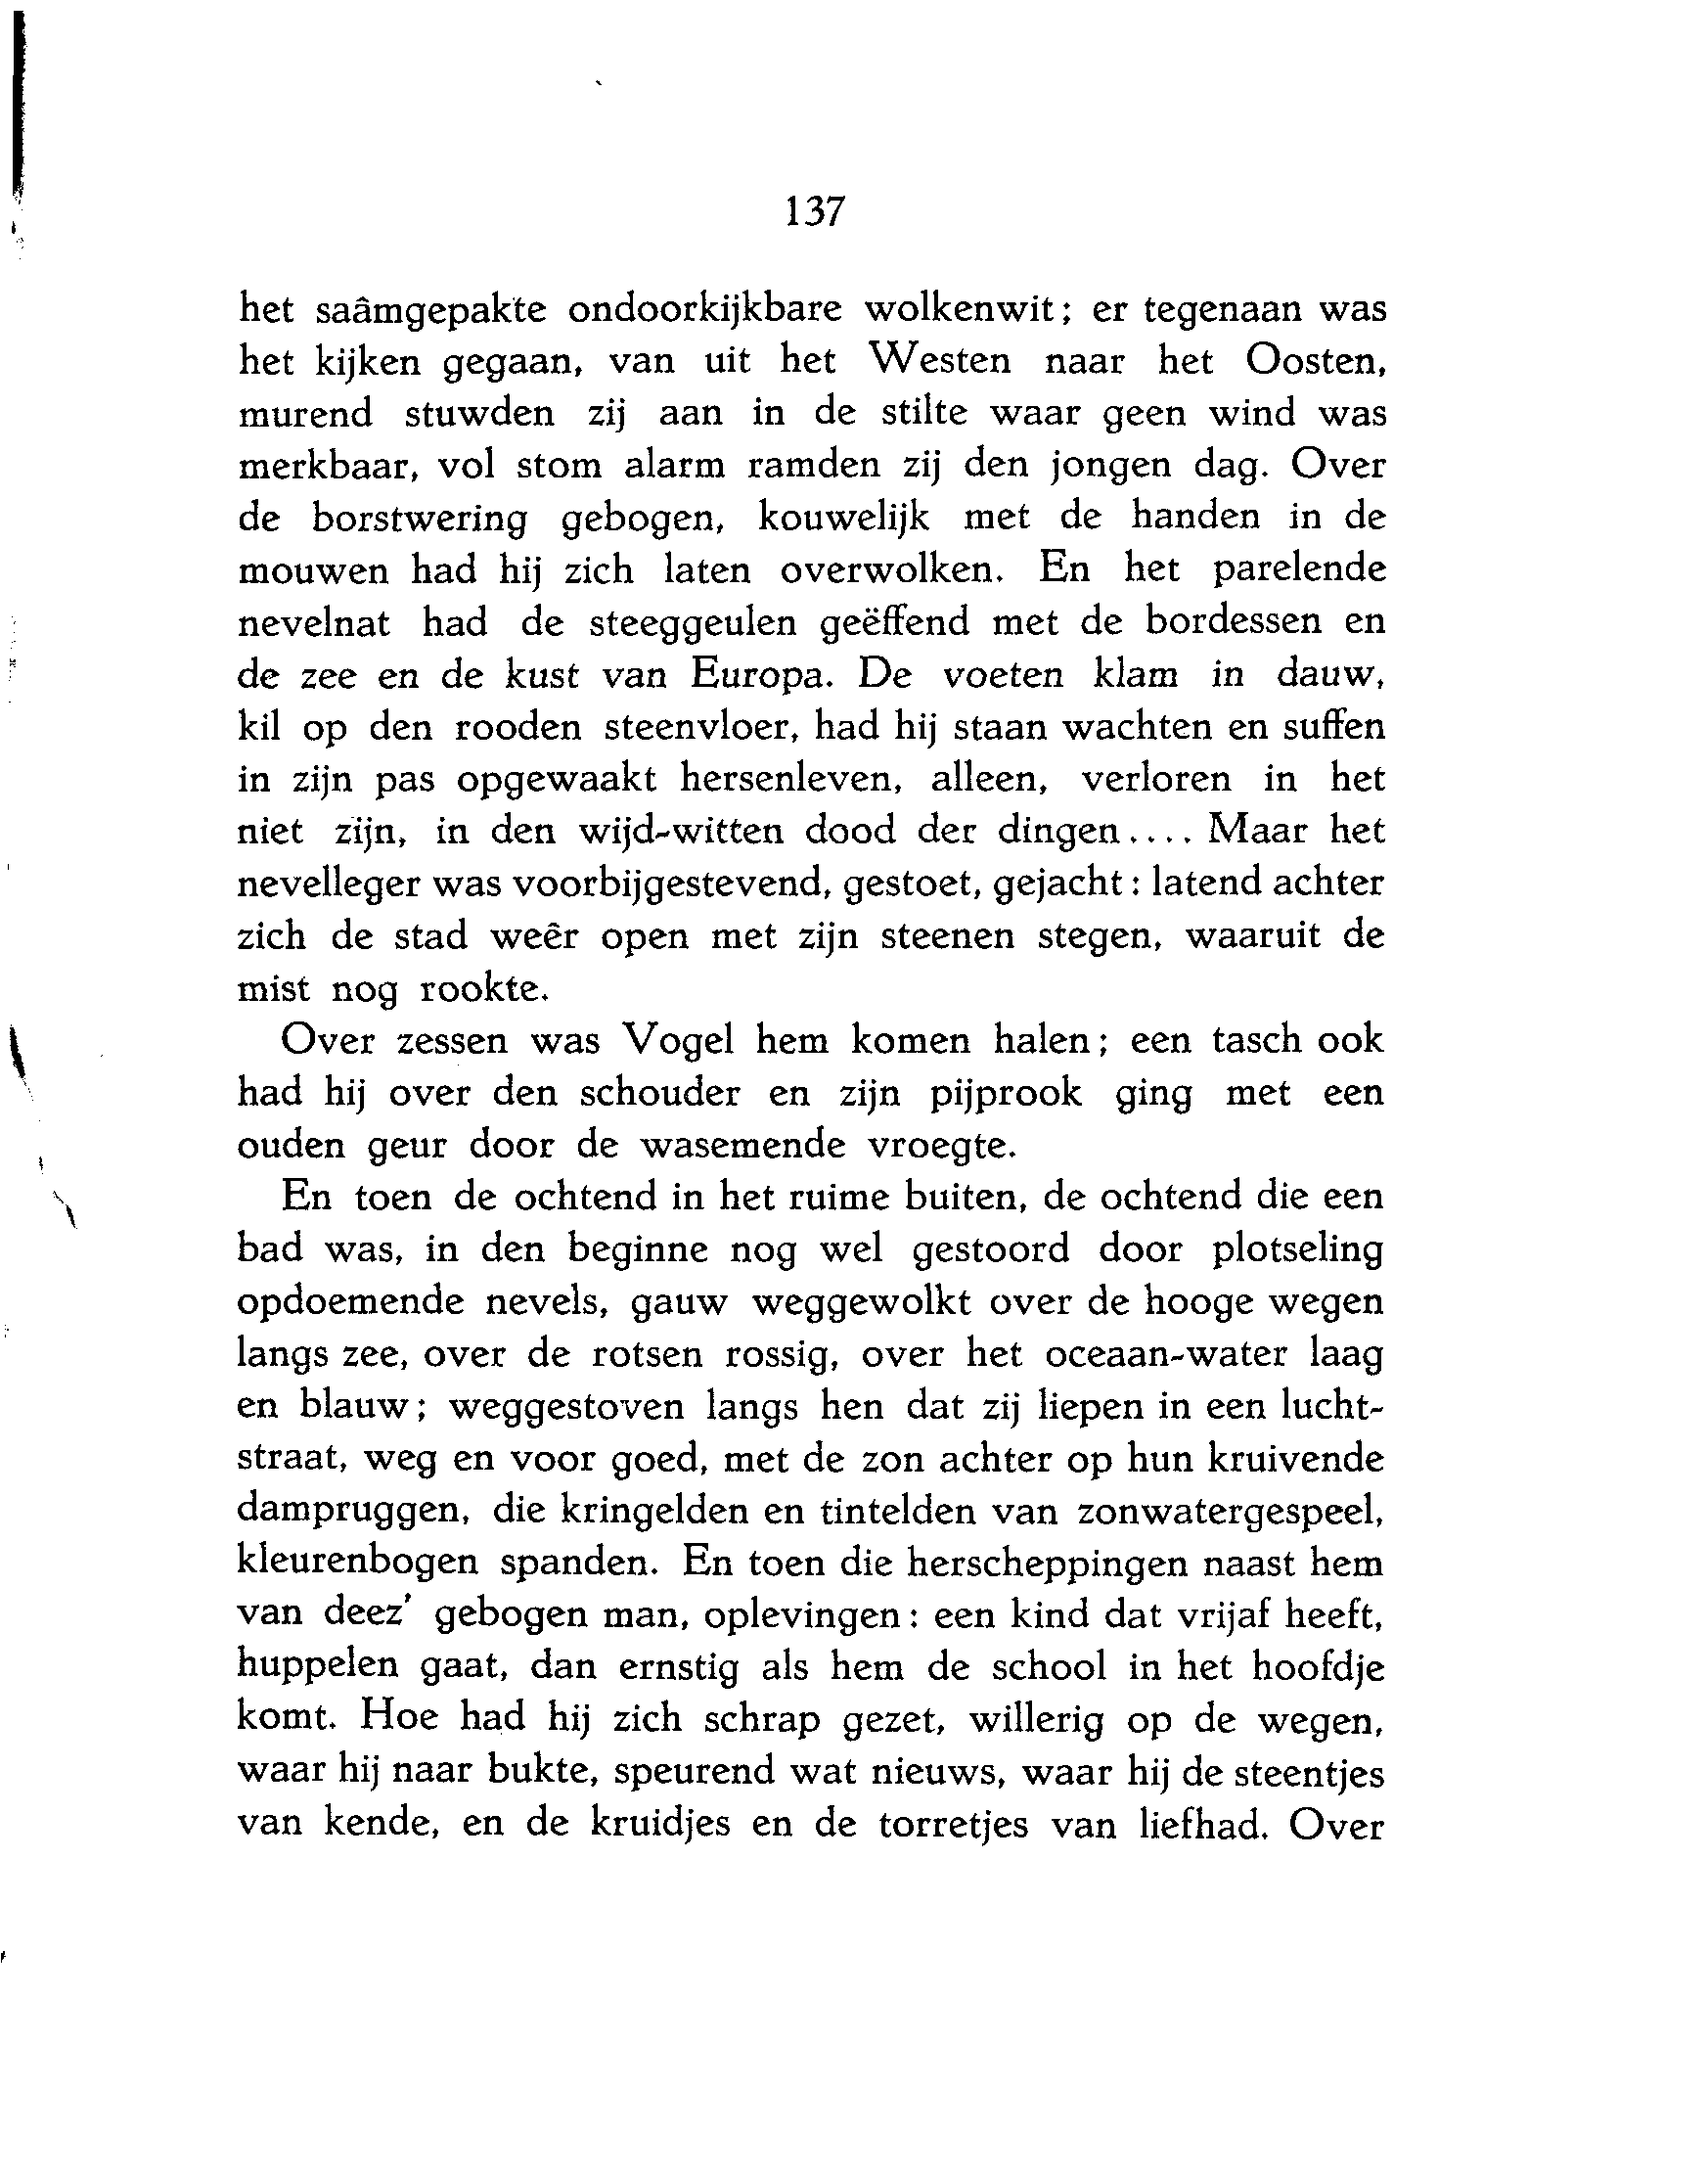 137
het saâmgepakte ondoorkijkbare wolkenwit; er tegenaan was
het kijken gegaan, van uit het Westen naar het Oosten,
murend stuwden zij aan in de stilte waar geen wind was
merkbaar, vol stom alarm ramden zij den jongen dag. Over
de borstwering gebogen, kouwelijk met de handen in de
mouwen had hij zich laten overwolken. En het parelende
nevelnat had de steeggeulen geëffend met de bordessen en
de zee en de kust van Europa. De voeten klam in dauw,
kil op den rooden steenvloer, had hij staan wachten en suffen
in zijn pas opgewaakt hersenleven, alleen, verloren in het
niet zijn, in den wijd-witten dood der dingen.... Maar het
nevelleger was voorbijgestevend, gestoet, gejacht: latend achter
zich de stad weêr open met zijn steenen stegen, waaruit de
mist nog rookte.
Over zessen was Vogel hem komen halen; een tasch ook
had hij over den schouder en zijn pijprook ging met een
ouden geur door de wasemende vroegte.
En toen de ochtend in het ruime buiten, de ochtend die een
bad was, in den beginne nog wel gestoord door plotseling
opdoemende nevels, gauw weggewolkt over de hooge wegen
langs zee, over de rotsen rossig, over het oceaan-water laag
en blauw; weggestoven langs hen dat zij liepen in een lucht-
straat, weg en voor goed, met de zon achter op hun kruivende
dampruggen, die kringelden en tintelden van zonwatergespeel,
kleurenbogen spanden. En toen die herscheppingen naast hem
van deez' gebogen man, oplevingen: een kind dat vrijaf heeft,
huppelen gaat, dan ernstig als hem de school in het hoofdje
komt. Hoe had hij zich schrap gezet, willerig op de wegen,
waar hij naar bukte, speurend wat nieuws, waar hij de steentjes
van kende, en de kruidjes en de torretjes van liefhad. Over